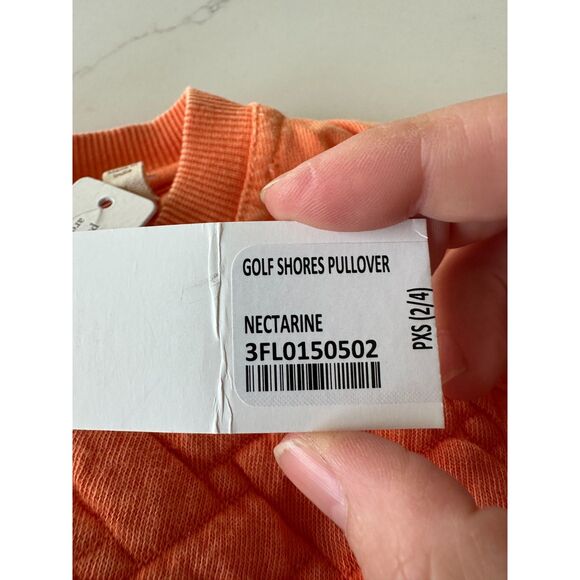 GOLF SHORES PULLOVER
NECTARINE
3FL0150502
PXS (2/4)